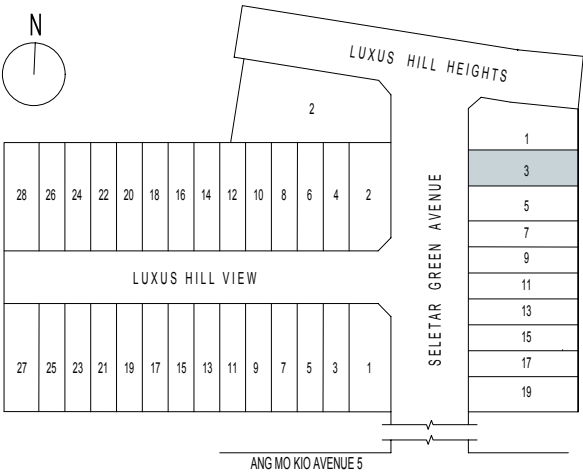 N
LUXUS HILL HEIGHTS
2
1
3
28 26 24 22 20 18 16 14 12 10 8 6 4 2
5
7
SELETAR GREEN AVENUE
9
LUXUS HILL VIEW
11
13
15
17
27 25 23 21 19 17 15 13 11 9 7 5 3 1
19
ANG MO KIO AVENUE 5